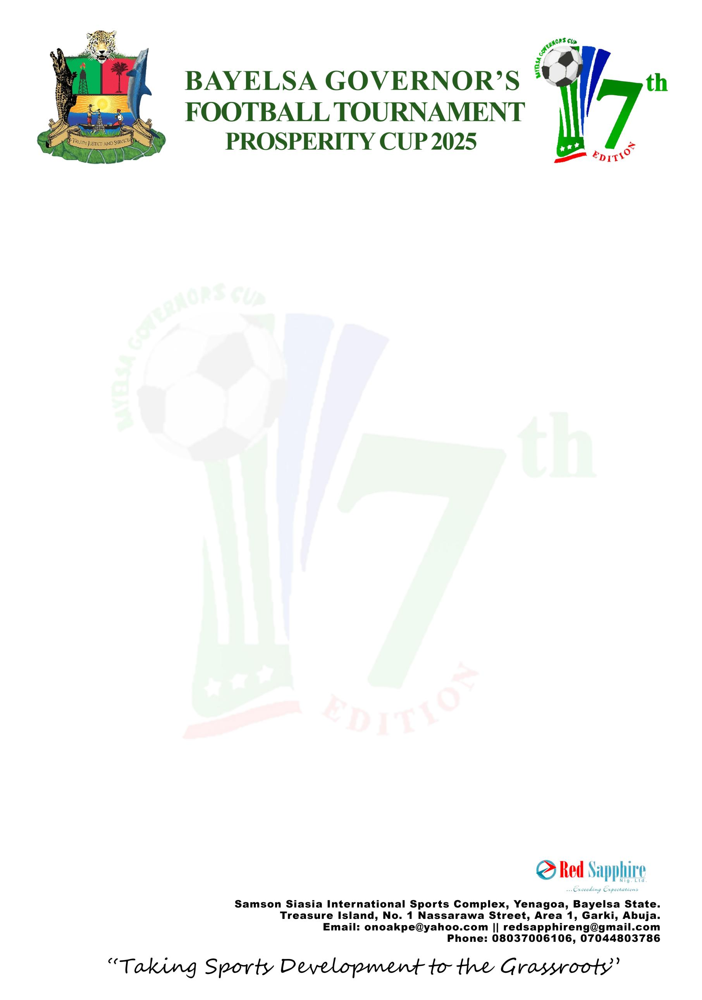 BAYELSA GOVERNOR’S
FOOTBALL TOURNAMENT
PROSPERITY CUP 2025
TRUTH JUSTICE AND SERVICE
BAYELSA GOVERNORS CUP
7th
EDITION
BAYELSA GOVERNORS CUP
7th
EDITION
Red Sapphire
Nig. Ltd.
...Exceeding Expectations
Samson Siasia International Sports Complex, Yenagoa, Bayelsa State.
Treasure Island, No. 1 Nassarawa Street, Area 1, Garki, Abuja.
Email: onoakpe@yahoo.com || redsapphireng@gmail.com
Phone: 08037006106, 07044803786
“Taking Sports Development to the Grassroots”